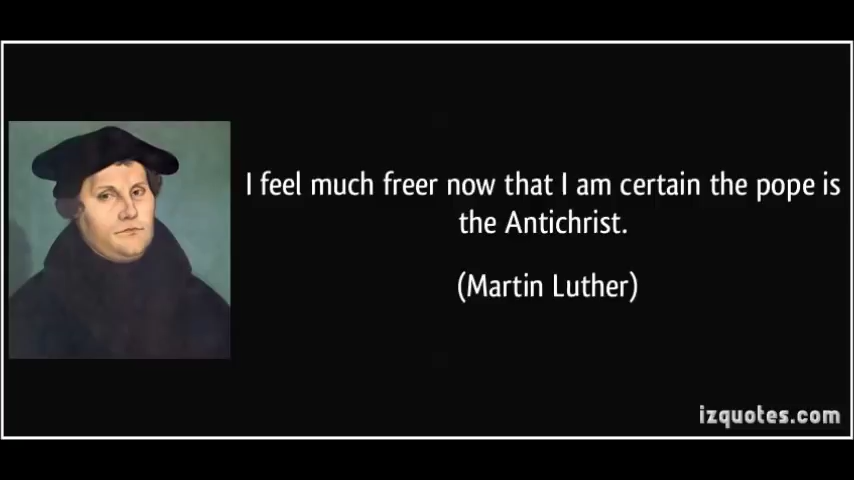 I feel much freer now that I am certain the pope is
the Antichrist.
(Martin Luther)
izquotes.com